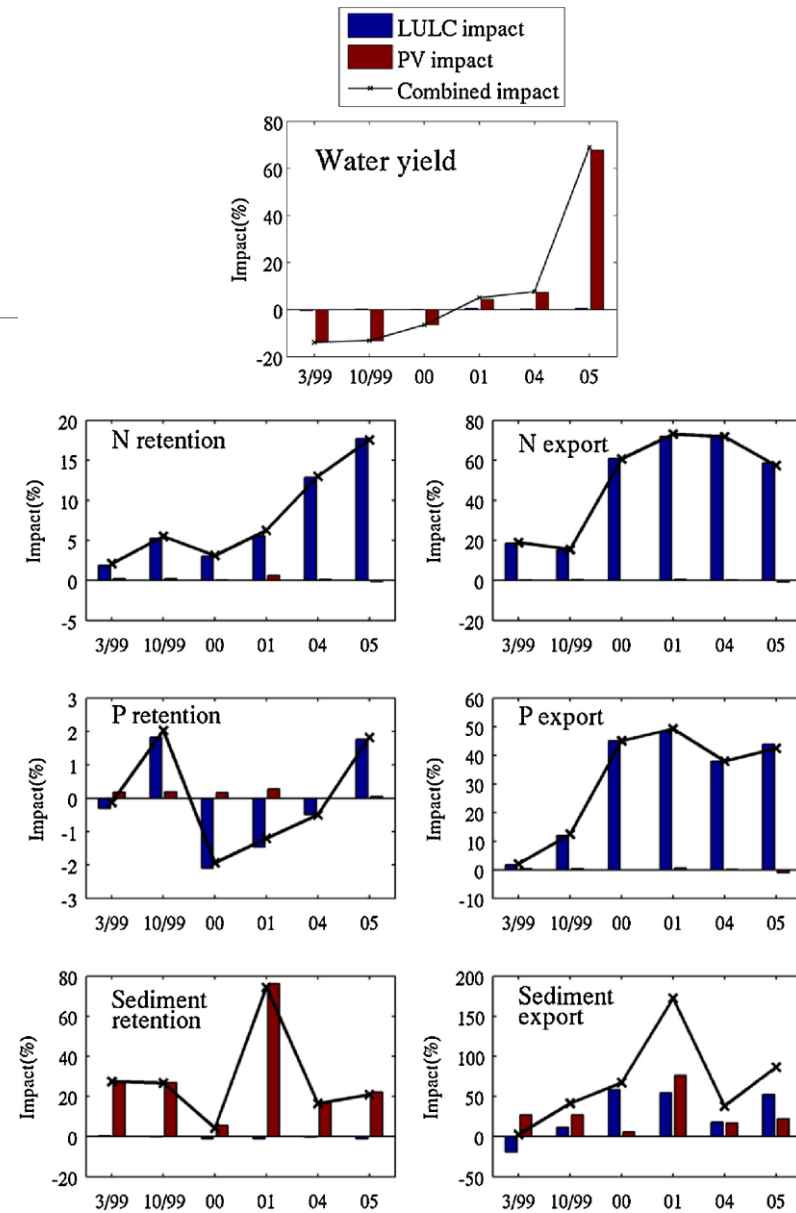 LULC impact
PV impact
Combined impact
Water yield
Impact(%)
80
60
40
20
0
-20
3/99 10/99 00 01 04 05
N retention
Impact(%)
20
15
10
5
0
-5
3/99 10/99 00 01 04 05
N export
Impact(%)
80
60
40
20
0
-20
3/99 10/99 00 01 04 05
P retention
Impact(%)
3
2
1
0
-1
-2
-3
3/99 10/99 00 01 04 05
P export
Impact(%)
60
50
40
30
20
10
0
-10
3/99 10/99 00 01 04 05
Sediment
retention
Impact(%)
80
60
40
20
0
-20
3/99 10/99 00 01 04 05
Sediment
export
Impact(%)
200
150
100
50
0
-50
3/99 10/99 00 01 04 05